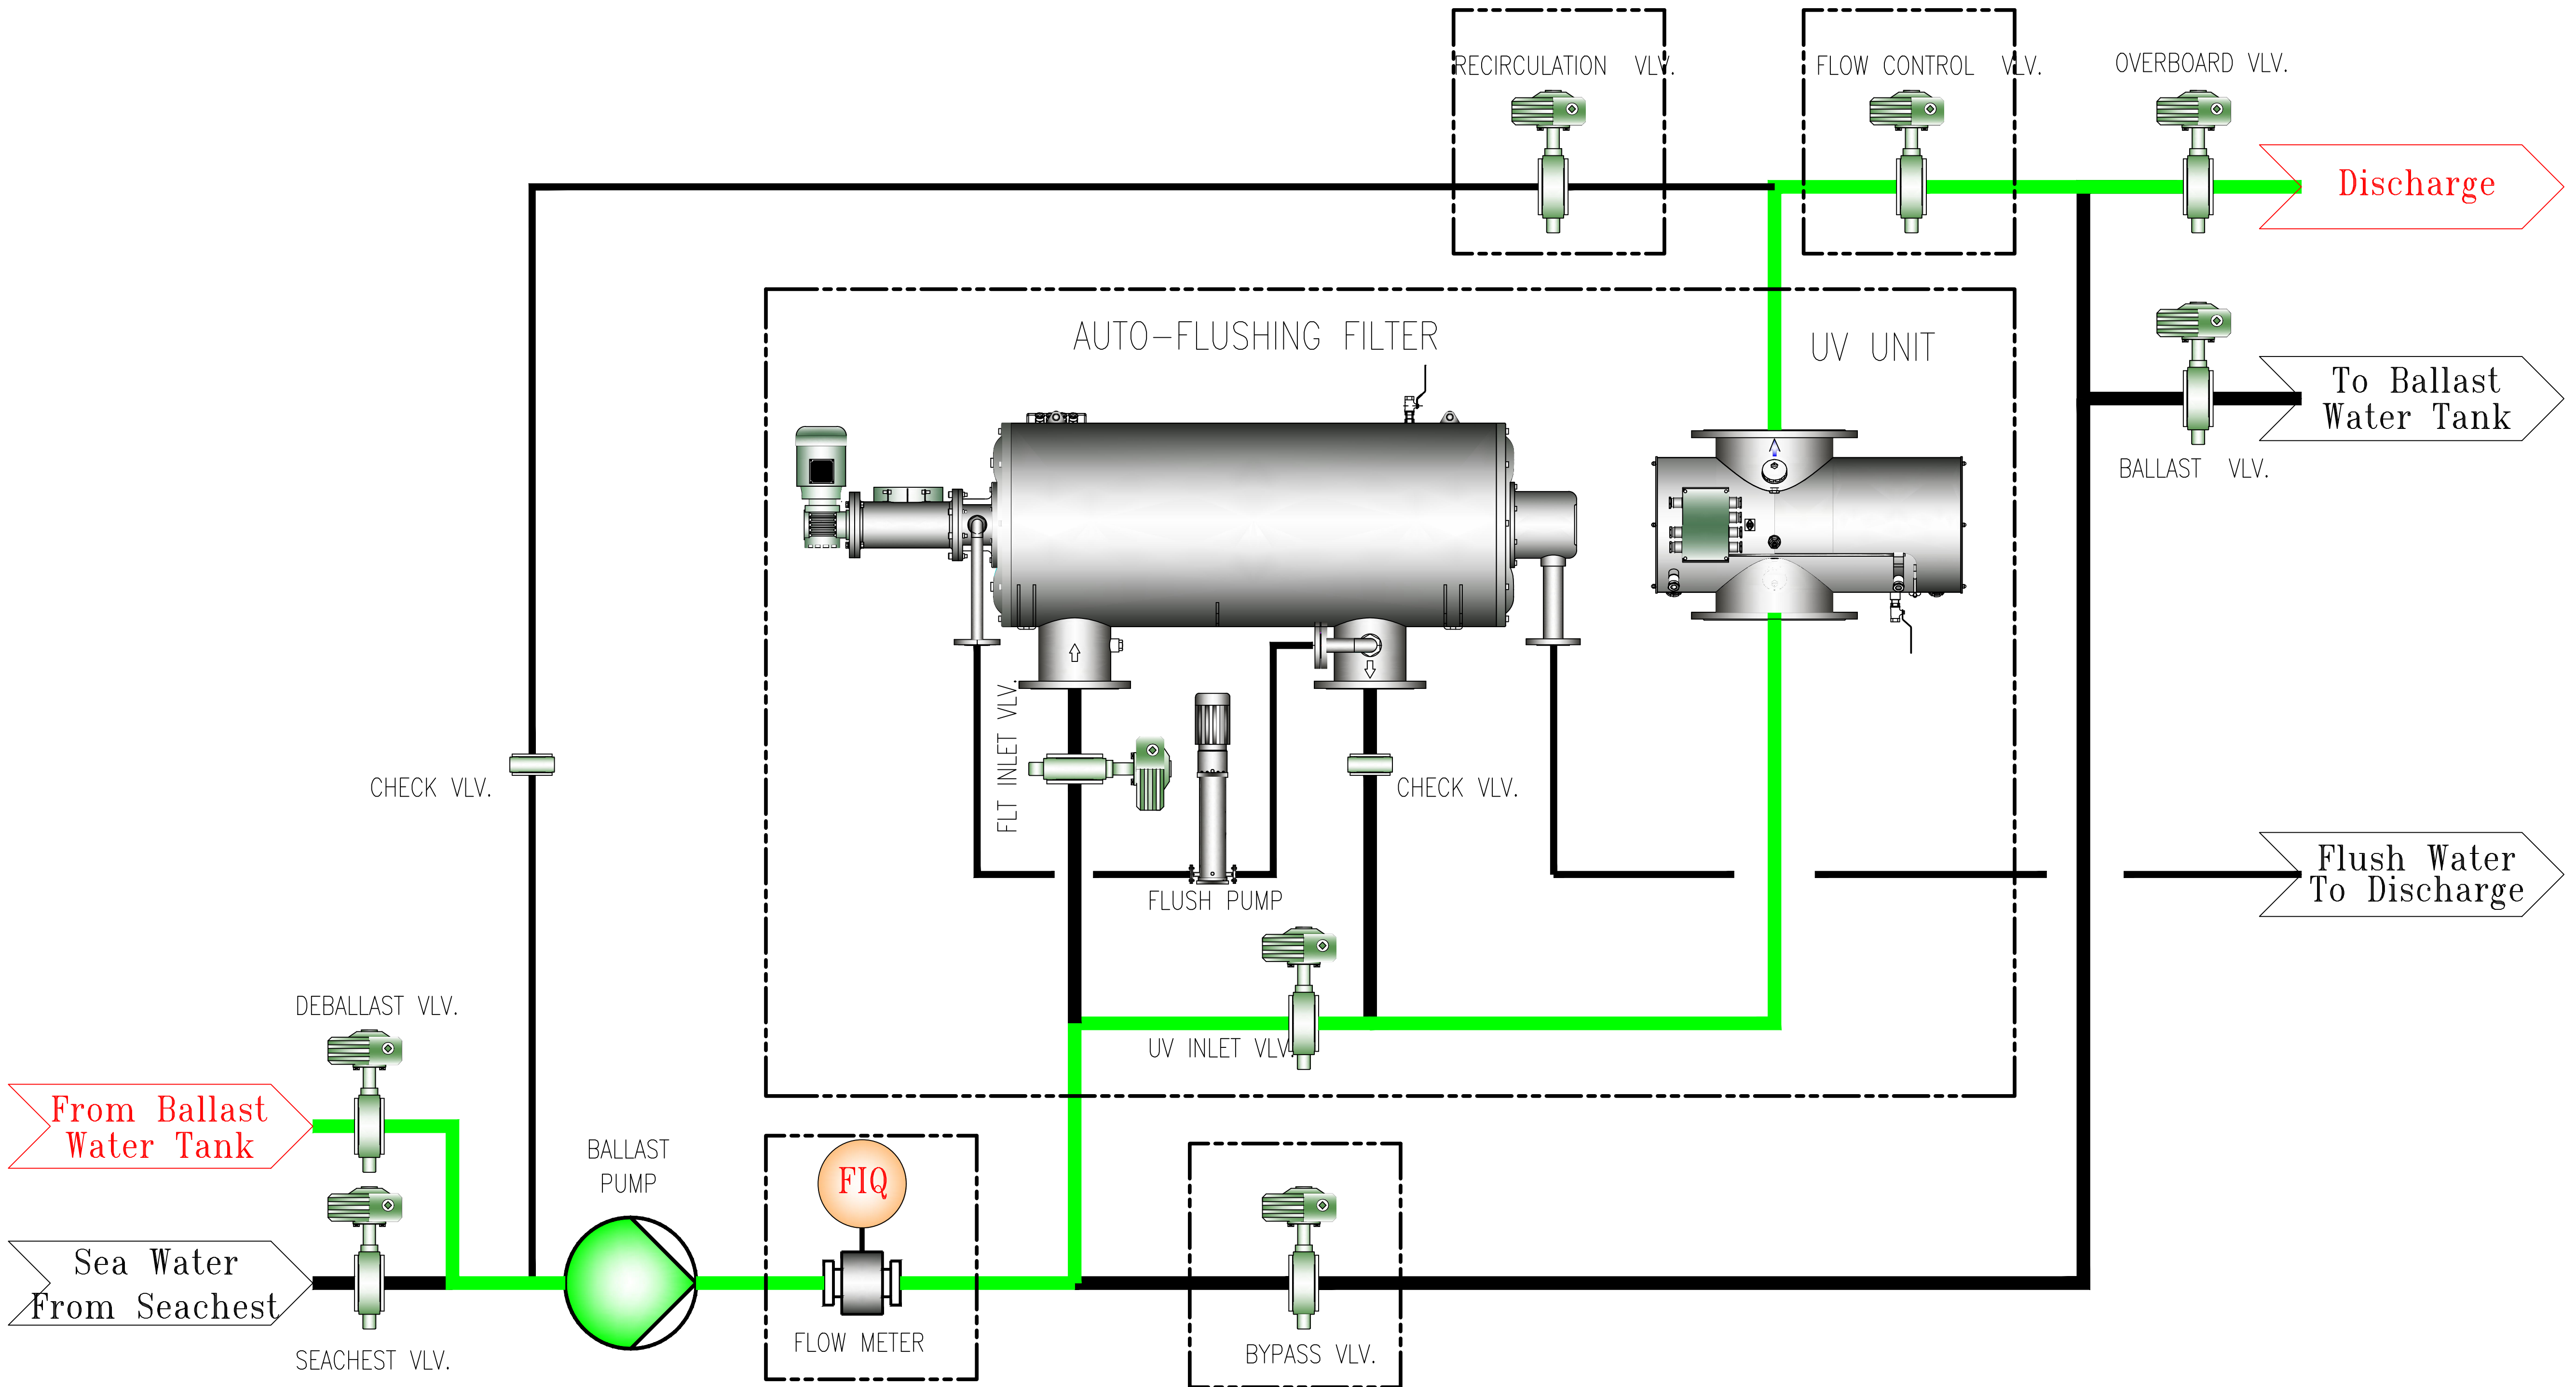 RECIRCULATION VLV.
FLOW CONTROL VLV.
OVERBOARD VLV.
Discharge
AUTO-FLUSHING FILTER
UV UNIT
To Ballast
Water Tank
BALLAST VLV.
FLT INLET VLV.
CHECK VLV.
CHECK VLV.
FLUSH PUMP
Flush Water
To Discharge
DEBALLAST VLV.
UV INLET VLV.
From Ballast
Water Tank
BALLAST
PUMP
FIQ
Sea Water
From Seachest
FLOW METER
SEACHEST VLV.
BYPASS VLV.